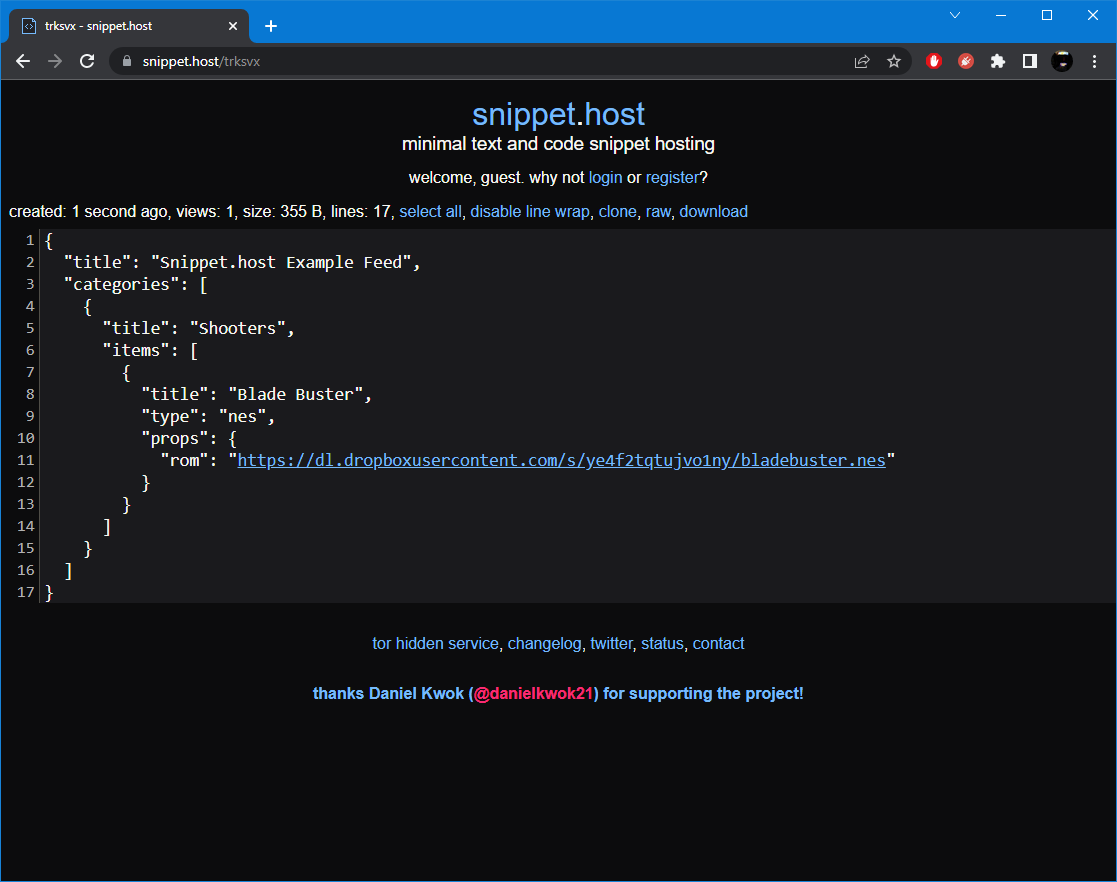 trksvx - snippet.host
snippet.host/trksvx
snippet.host
minimal text and code snippet hosting
welcome, guest. why not login or register?
created: 1 second ago, views: 1, size: 355 B, lines: 17, select all, disable line wrap, clone, raw, download
1 {
2   "title": "Snippet.host Example Feed",
3   "categories": [
4     {
5       "title": "Shooters",
6       "items": [
7         {
8           "title": "Blade Buster",
9           "type": "nes",
10           "props": {
11             "rom": "https://dl.dropboxusercontent.com/s/ye4f2tqtujvo1ny/bladebuster.nes"
12           }
13         }
14       ]
15     }
16   ]
17 }
tor hidden service, changelog, twitter, status, contact
thanks Daniel Kwok (@danielkwok21) for supporting the project!